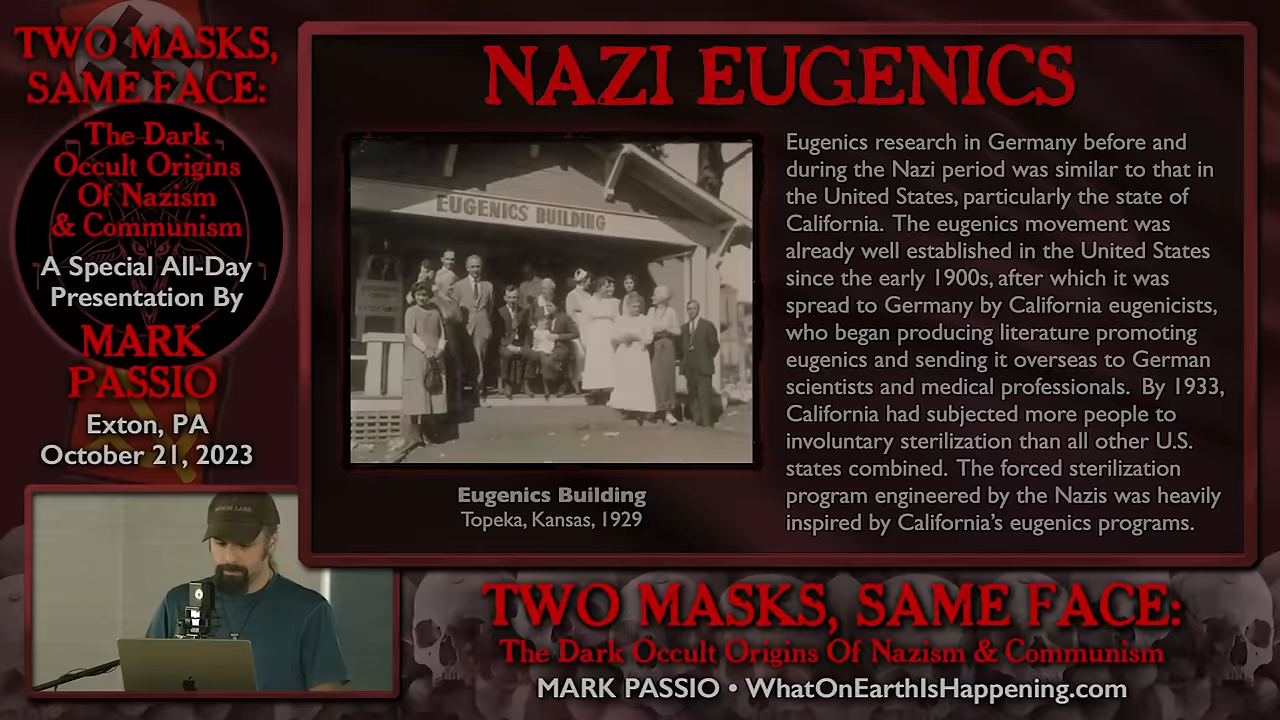 TWO MASKS,
SAME FACE:
The Dark
Occult Origins
Of Nazism
& Communism
A Special All-Day
Presentation By
MARK
PASSIO
Exton, PA
October 21, 2023
NAZI EUGENICS
EUGENICS BUILDING
Eugenics Building
Topeka, Kansas, 1929
Eugenics research in Germany before and
during the Nazi period was similar to that in
the United States, particularly the state of
California. The eugenics movement was
already well established in the United States
since the early 1900s, after which it was
spread to Germany by California eugenicists,
who began producing literature promoting
eugenics and sending it overseas to German
scientists and medical professionals. By 1933,
California had subjected more people to
involuntary sterilization than all other U.S.
states combined. The forced sterilization
program engineered by the Nazis was heavily
inspired by California's eugenics programs.
TWO MASKS, SAME FACE:
The Dark Occult Origins Of Nazism & Communism
MARK PASSIO • WhatOnEarthIsHappening.com